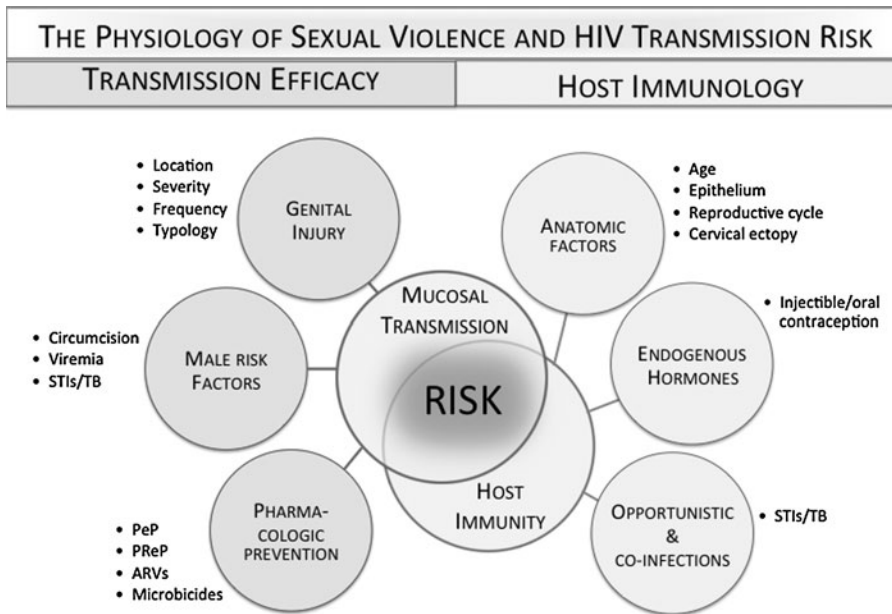 THE PHYSIOLOGY OF SEXUAL VIOLENCE AND HIV TRANSMISSION RISK
TRANSMISSION EFFICACY
HOST IMMUNOLOGY
• Location
• Severity
• Frequency
• Typology
GENITAL
INJURY
• Circumcision
• Viremia
• STIs/TB
MALE RISK
FACTORS
• PeP
• PReP
• ARVs
• Microbicides
PHARMA-
COLOGIC
PREVENTION
MUCOSAL
TRANSMISSION
RISK
HOST
IMMUNITY
ANATOMIC
FACTORS
• Age
• Epithelium
• Reproductive cycle
• Cervical ectopy
ENDOGENOUS
HORMONES
• Injectible/oral
contraception
OPPORTUNISTIC
&
CO-INFECTIONS
• STIs/TB